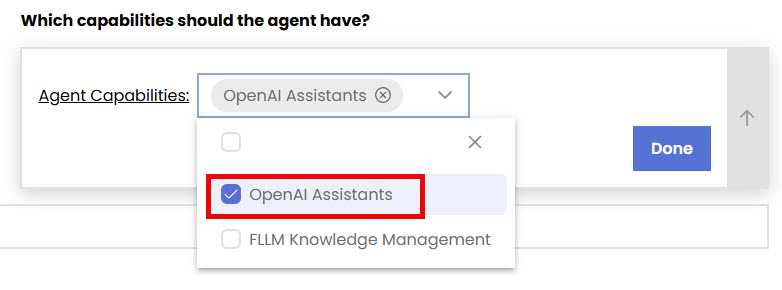 Which capabilities should the agent have?
Agent Capabilities: OpenAI Assistants
Done
OpenAI Assistants
FLLM Knowledge Management